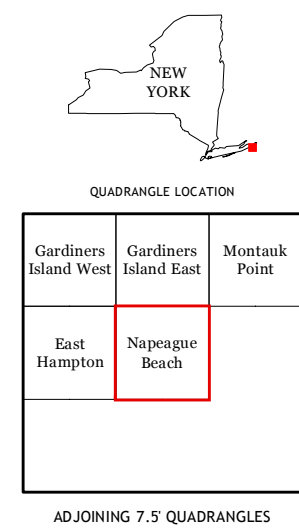 NEW
YORK
QUADRANGLE LOCATION
Gardiners
Island West
Gardiners
Island East
Montauk
Point
East
Hampton
Napeague
Beach
ADJOINING 7.5' QUADRANGLES